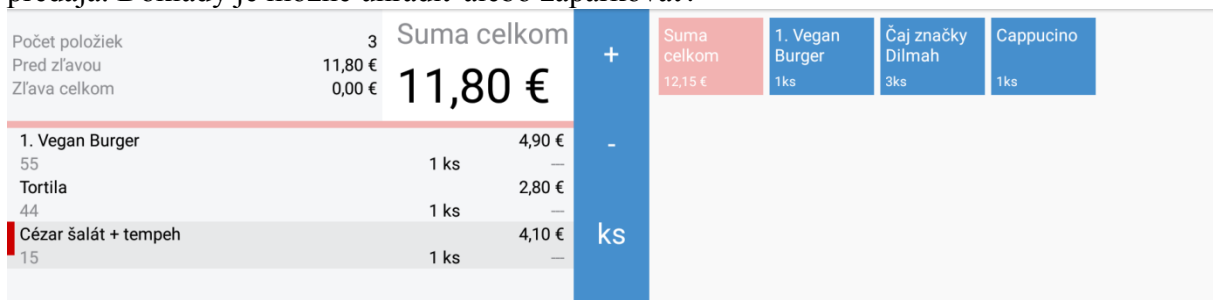 Počet položiek 3
Pred zľavou 11,80 €
Zľava celkom 0,00 €
Suma celkom
11,80 €
1. Vegan Burger 4,90 €
55 1 ks ---
Tortila 2,80 €
44 1 ks ---
Cézar šalát + tempeh 4,10 €
15 1 ks ---
+
-
ks
Suma
celkom
12,15 €
1. Vegan
Burger
1ks
Čaj značky
Dilmah
3ks
Cappucino
1ks